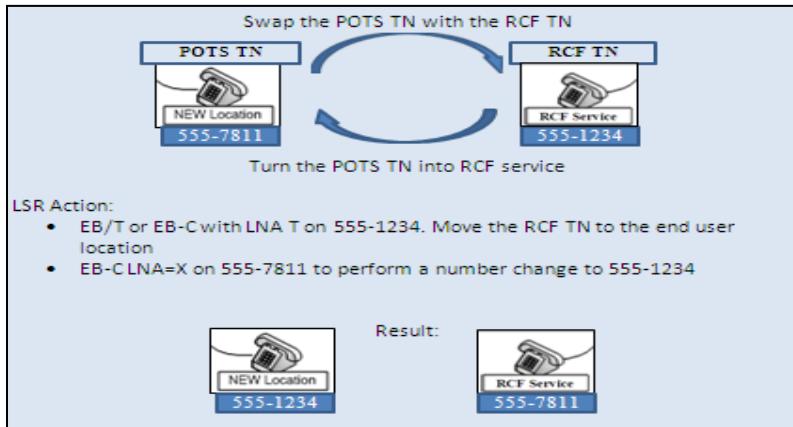 Swap the POTS TN with the RCF TN
POTS TN
RCF TN
NEW Location
RCF Service
555-7811
555-1234
Turn the POTS TN into RCF service
LSR Action:
• EB/T or EB-C with LNA T on 555-1234. Move the RCF TN to the end user
location
• EB-C LNA=X on 555-7811 to perform a number change to 555-1234
Result:
NEW Location
RCF Service
555-1234
555-7811